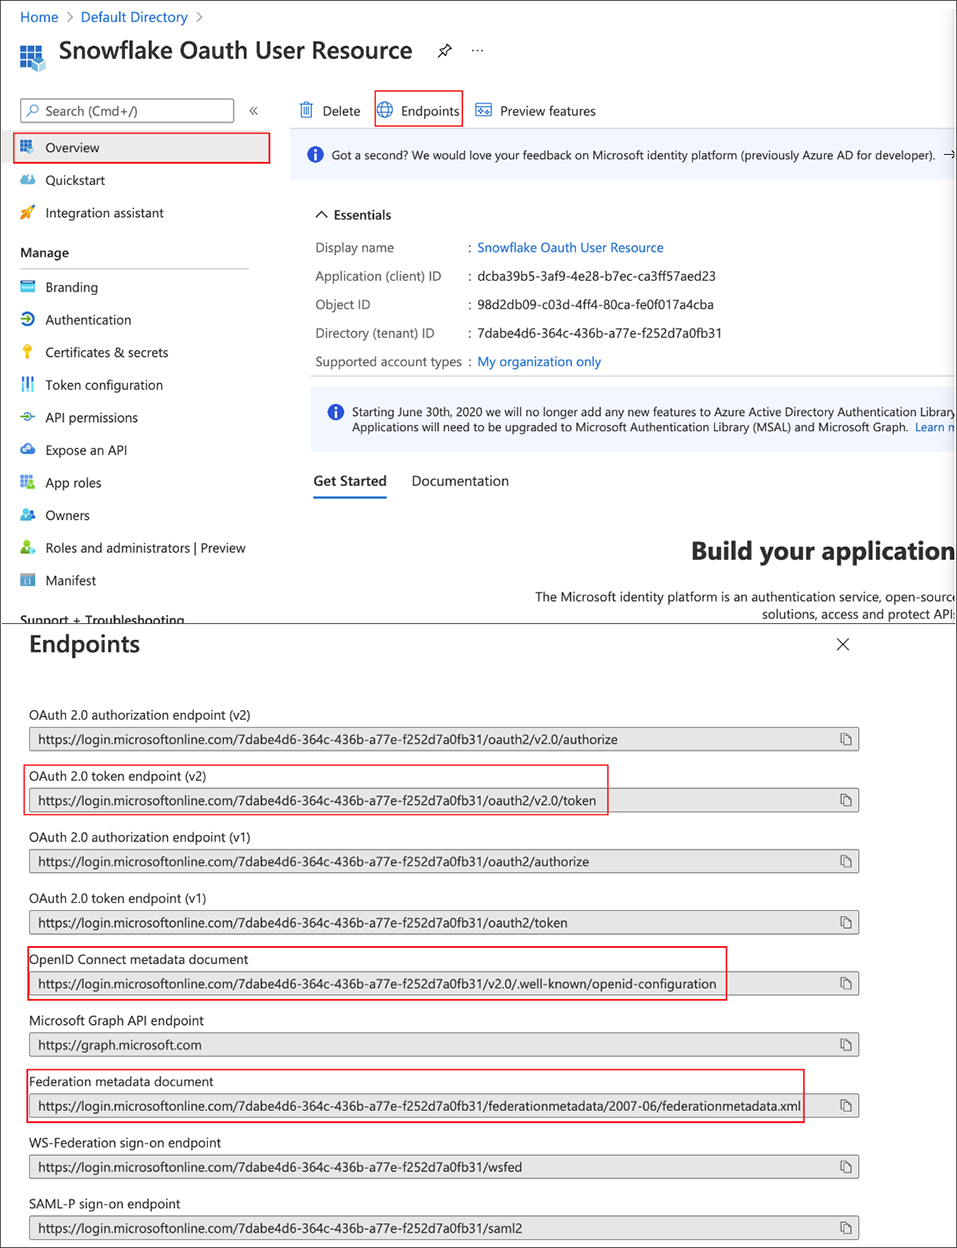 Home > Default Directory >
Snowflake Oauth User Resource ...
Search (Cmd+/) «
Delete Endpoints Preview features
Overview
Got a second? We would love your feedback on Microsoft identity platform (previously Azure AD for developer). →
Quickstart
Integration assistant
Essentials
Display name : Snowflake Oauth User Resource
Application (client) ID : dcba39b5-3af9-4e28-b7ec-ca3ff57aed23
Object ID : 98d2db09-c03d-4ff4-80ca-fe0f017a4cba
Directory (tenant) ID : 7dabe4d6-364c-436b-a77e-f252d7a0fb31
Supported account types : My organization only
Manage
Branding
Authentication
Certificates & secrets
Token configuration
API permissions
Expose an API
App roles
Owners
Roles and administrators | Preview
Manifest
Support + Troubleshooting
Starting June 30th, 2020 we will no longer add any new features to Azure Active Directory Authentication Library
Applications will need to be upgraded to Microsoft Authentication Library (MSAL) and Microsoft Graph. Learn m
Get Started Documentation
Build your application
The Microsoft identity platform is an authentication service, open-source
solutions, access and protect API
Endpoints
OAuth 2.0 authorization endpoint (v2)
https://login.microsoftonline.com/7dabe4d6-364c-436b-a77e-f252d7a0fb31/oauth2/v2.0/authorize
OAuth 2.0 token endpoint (v2)
https://login.microsoftonline.com/7dabe4d6-364c-436b-a77e-f252d7a0fb31/oauth2/v2.0/token
OAuth 2.0 authorization endpoint (v1)
https://login.microsoftonline.com/7dabe4d6-364c-436b-a77e-f252d7a0fb31/oauth2/authorize
OAuth 2.0 token endpoint (v1)
https://login.microsoftonline.com/7dabe4d6-364c-436b-a77e-f252d7a0fb31/oauth2/token
OpenID Connect metadata document
https://login.microsoftonline.com/7dabe4d6-364c-436b-a77e-f252d7a0fb31/v2.0/.well-known/openid-configuration
Microsoft Graph API endpoint
https://graph.microsoft.com
Federation metadata document
https://login.microsoftonline.com/7dabe4d6-364c-436b-a77e-f252d7a0fb31/federationmetadata/2007-06/federationmetadata.xml
WS-Federation sign-on endpoint
https://login.microsoftonline.com/7dabe4d6-364c-436b-a77e-f252d7a0fb31/wsfed
SAML-P sign-on endpoint
https://login.microsoftonline.com/7dabe4d6-364c-436b-a77e-f252d7a0fb31/saml2